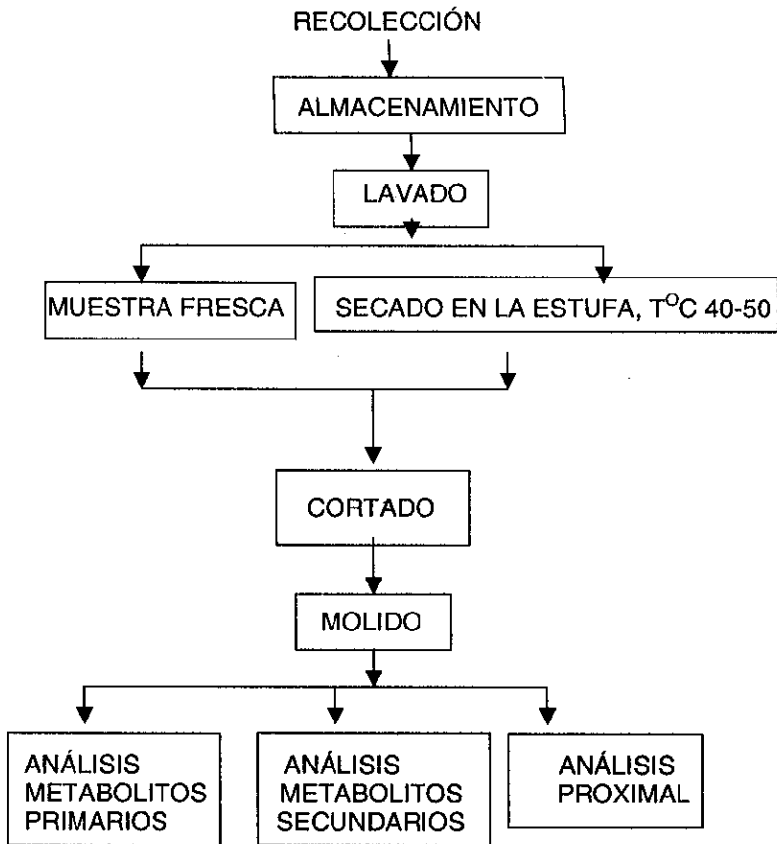 RECOLECCIÓN
ALMACENAMIENTO
LAVADO
MUESTRA FRESCA
SECADO EN LA ESTUFA, T°C 40-50
CORTADO
MOLIDO
ANÁLISIS
METABOLITOS
PRIMARIOS
ANÁLISIS
METABOLITOS
SECUNDARIOS
ANÁLISIS
PROXIMAL